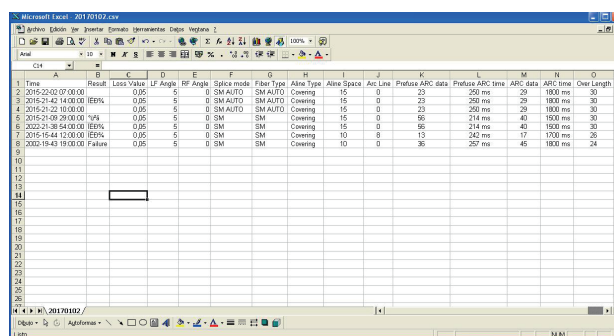 Microsoft Excel - 20170102.csv
Archivo Edición Ver Insertar Formato Herramientas Datos Ventana ?
100%
Arial 10 N K S
C14
A B C D E F G H I J K L M N O
1 Time Result Loss Value LF Angle RF Angle Splice mode Fiber Type Aline Type Aline Space Arc Line Prefuse ARC data Prefuse ARC time ARC data ARC time Over Length
2 2015-22-02 07:00:00 0,05 5 0 SM AUTO SM AUTO Covering 15 0 23 250 ms 29 1800 ms 30
3 2015-21-42 14:00:00 ÍÊÐ% 0,05 5 0 SM AUTO SM AUTO Covering 15 0 23 250 ms 29 1800 ms 30
4 2015-21-22 10:00:00 0,05 5 0 SM AUTO SM AUTO Covering 15 0 23 250 ms 29 1800 ms 30
5 2015-21-09 29:00:00 0,05 5 0 SM SM Covering 15 0 56 214 ms 40 1500 ms 30
6 2022-21-38 54:00:00 ÍÊÐ% 0,05 5 0 SM SM Covering 15 0 56 214 ms 40 1500 ms 30
7 2015-15-44 12:00:00 ÍÊÐ% 0,05 5 0 SM SM Covering 10 8 13 242 ms 17 1700 ms 26
8 2002-19-43 19:00:00 Failure 0,05 5 0 SM SM Covering 10 0 36 257 ms 45 1800 ms 24
9
10
11
12
13
14
15
16
17
18
19
20
21
22
23
24
25
26
20170102
Dibujo Autoformas
Listo NUM